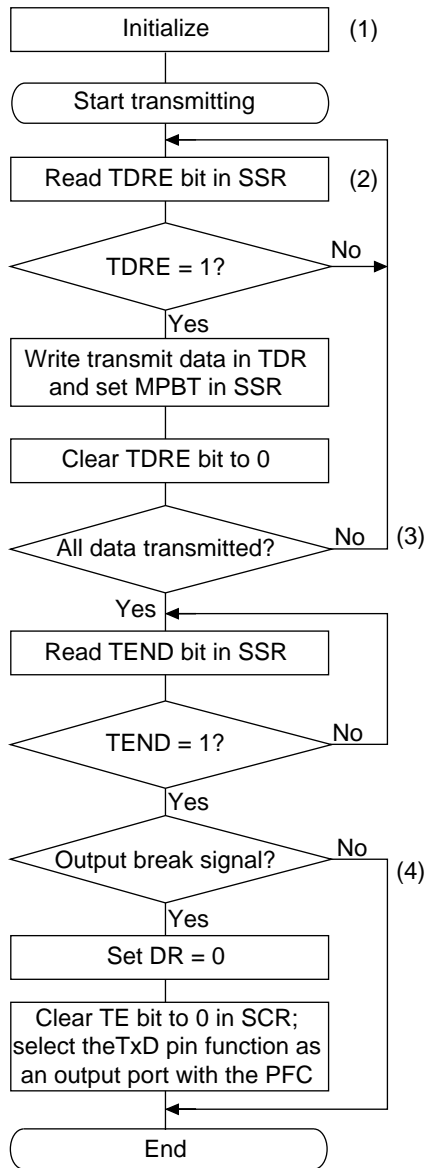 Initialize
(1)
Start transmitting
Read TDRE bit in SSR
(2)
TDRE = 1?
No
Yes
Write transmit data in TDR
and set MPBT in SSR
Clear TDRE bit to 0
All data transmitted?
No
(3)
Yes
Read TEND bit in SSR
TEND = 1?
No
Yes
Output break signal?
No
(4)
Yes
Set DR = 0
Clear TE bit to 0 in SCR;
select theTxD pin function as
an output port with the PFC
End